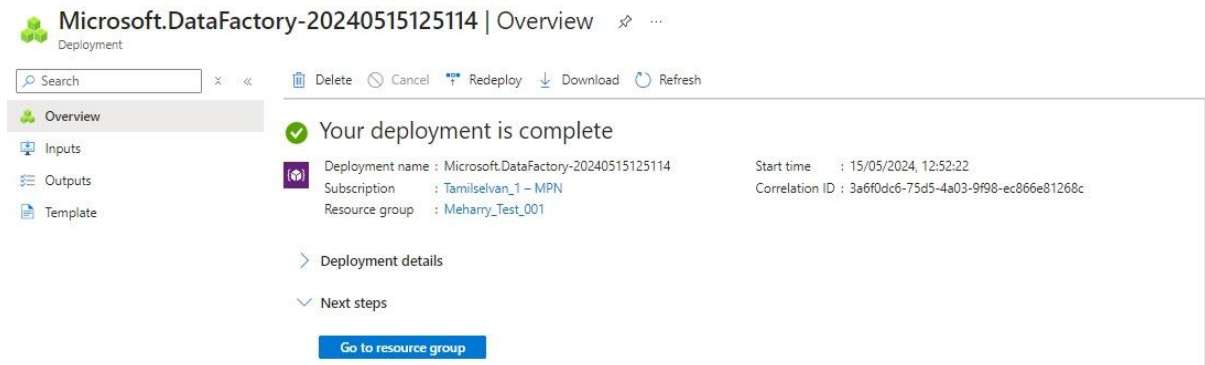 Microsoft.DataFactory-20240515125114 | Overview
Deployment
Search
Delete Cancel Redeploy Download Refresh
Overview
Inputs
Outputs
Template
Your deployment is complete
Deployment name : Microsoft.DataFactory-20240515125114
Subscription : Tamilselvan_1 – MPN
Resource group : Meharry_Test_001
Start time : 15/05/2024, 12:52:22
Correlation ID : 3a6f0dc6-75d5-4a03-9f98-ec866e81268c
Deployment details
Next steps
Go to resource group